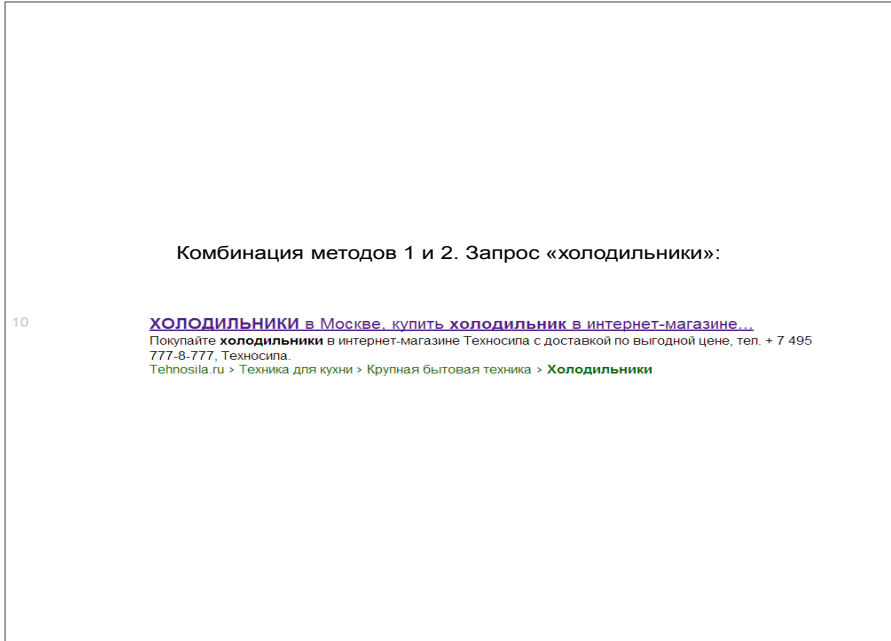 Комбинация методов 1 и 2. Запрос «холодильники»:
10
ХОЛОДИЛЬНИКИ в Москве, купить холодильник в интернет-магазине...
Покупайте холодильники в интернет-магазине Техносила с доставкой по выгодной цене, тел. + 7 495
777-8-777, Техносила.
Tehnosila.ru › Техника для кухни › Крупная бытовая техника › Холодильники